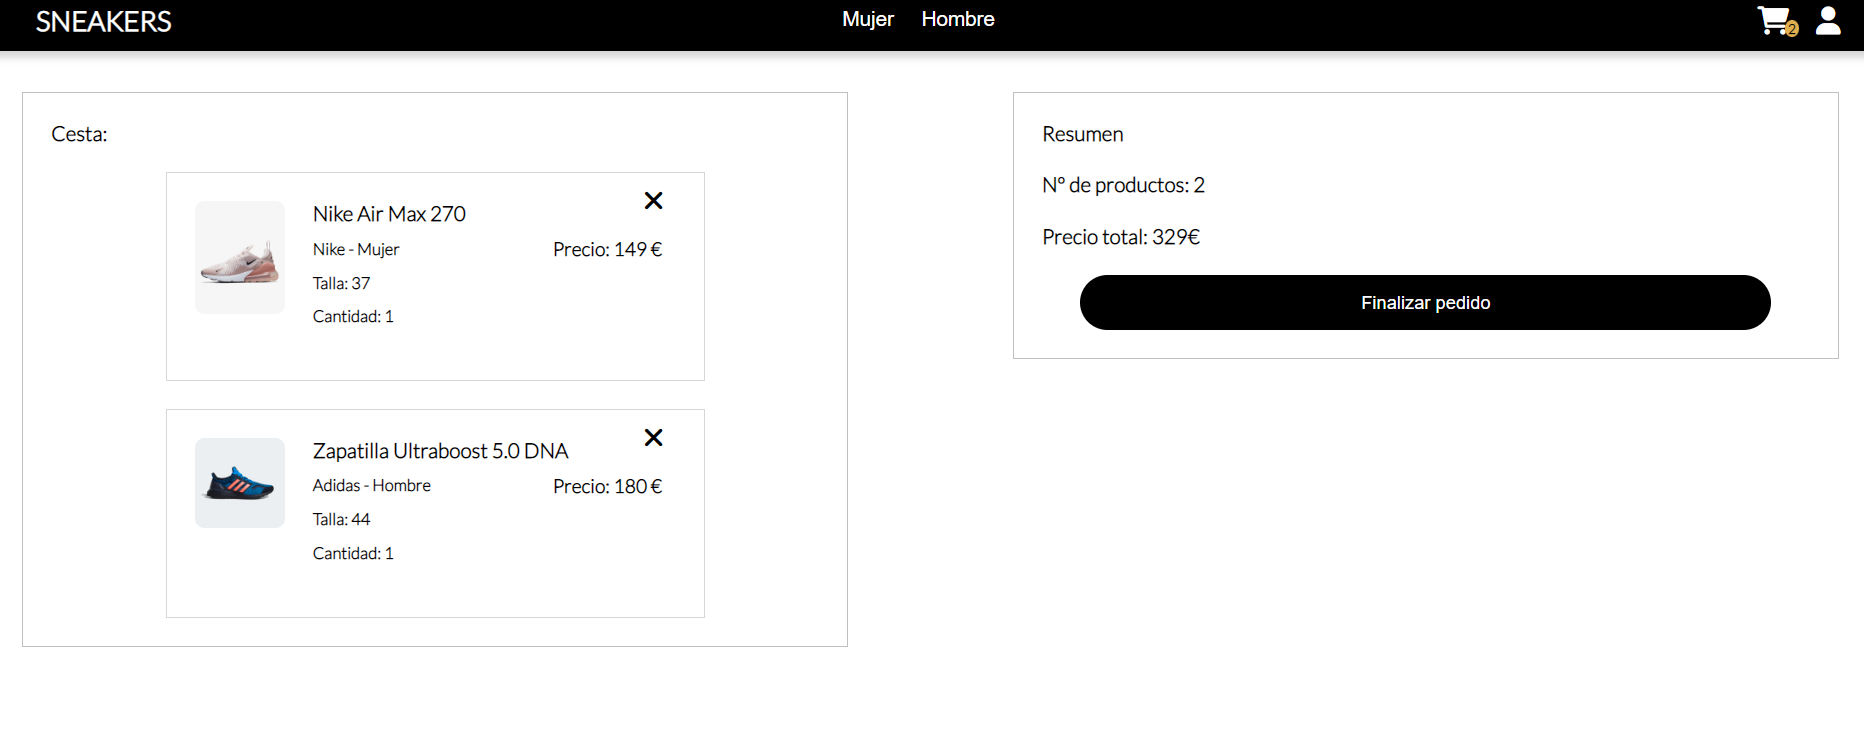 SNEAKERS
Mujer Hombre
2
Cesta:
Nike Air Max 270
Nike - Mujer
Precio: 149 €
Talla: 37
Cantidad: 1
Zapatilla Ultraboost 5.0 DNA
Adidas - Hombre
Precio: 180 €
Talla: 44
Cantidad: 1
Resumen
Nº de productos: 2
Precio total: 329€
Finalizar pedido